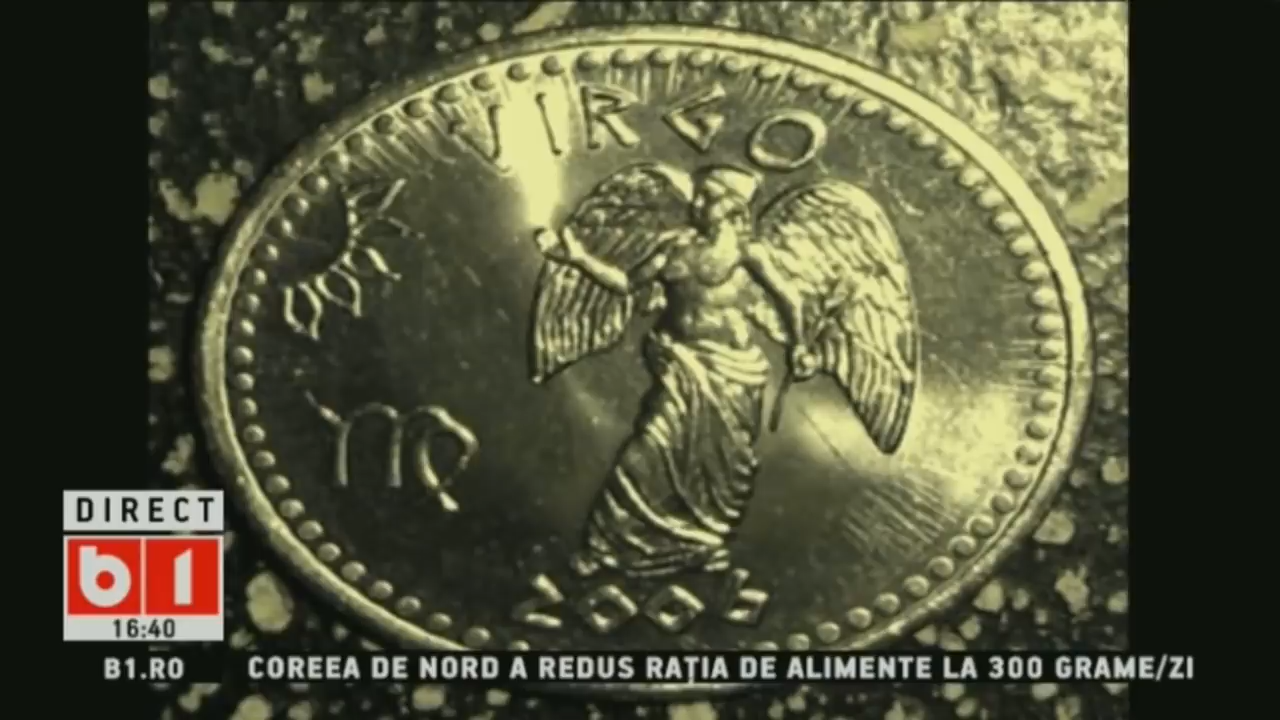 VIRGO
2006
DIRECT
b1
16:40
B1.RO
COREEA DE NORD A REDUS RAȚIA DE ALIMENTE LA 300 GRAME/ZI